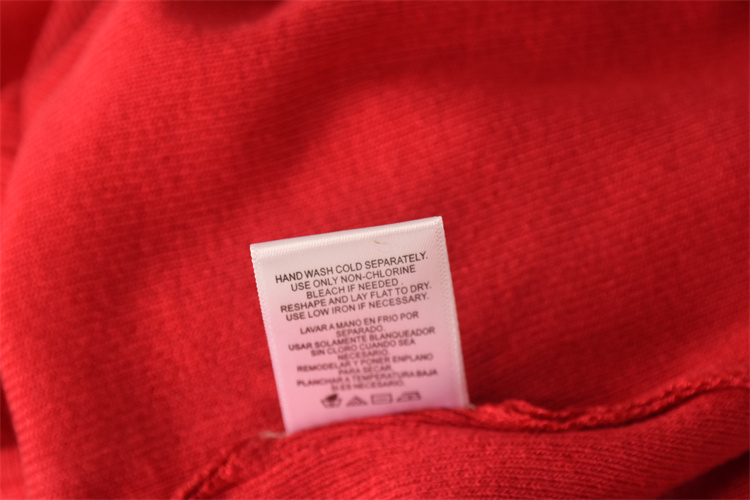 HAND WASH COLD SEPARATELY.
USE ONLY NON-CHLORINE
BLEACH IF NEEDED.
RESHAPE AND LAY FLAT TO DRY.
USE LOW IRON IF NECESSARY.
LAVAR A MANO EN FRIO POR
SEPARADO.
USAR SOLAMENTE BLANQUEADOR
SIN CLORO CUANDO SEA
NECESARIO.
REMODELAR Y PONER ENPLANO
PARA SECAR.
PLANCHAR A TEMPERATURA BAJA
SI ES NECESARIO.